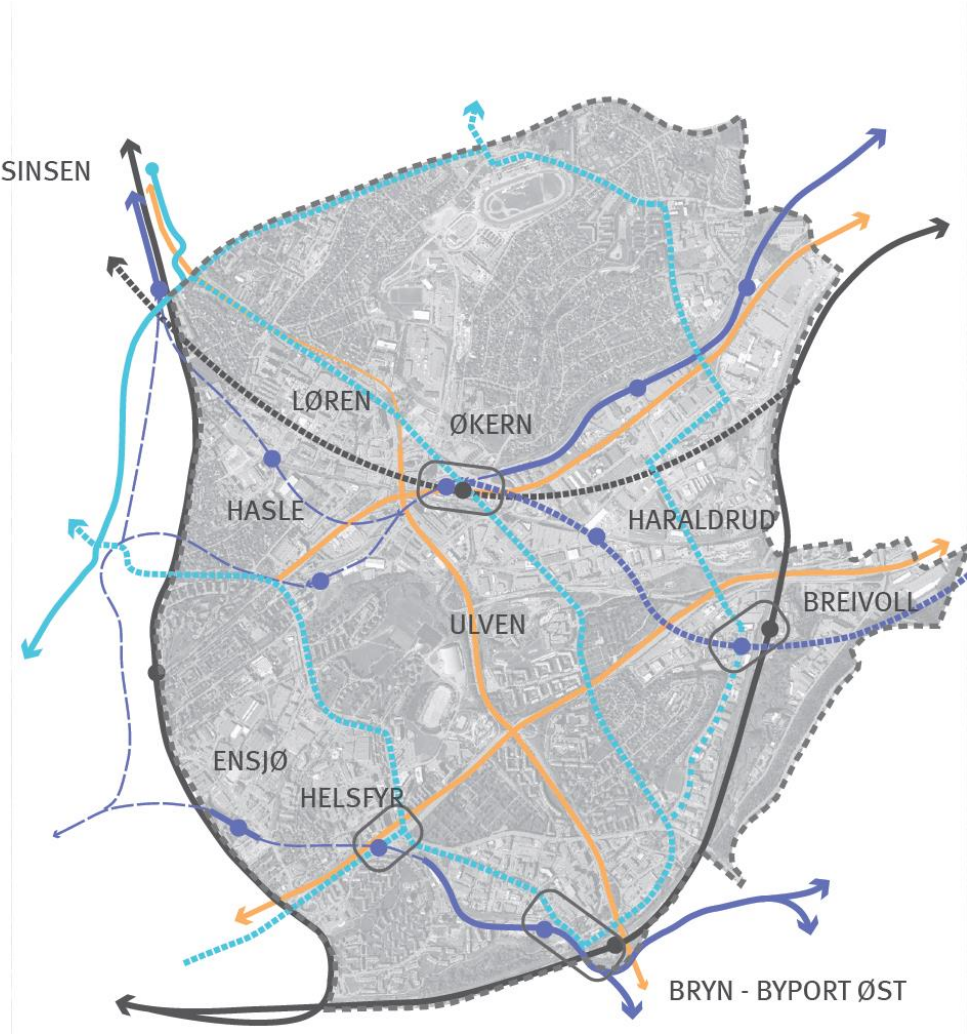 SINSEN
LØREN
ØKERN
HASLE
HARALDRUD
BREIVOLL
ULVEN
ENSJØ
HELSFYR
BRYN - BYPORT ØST